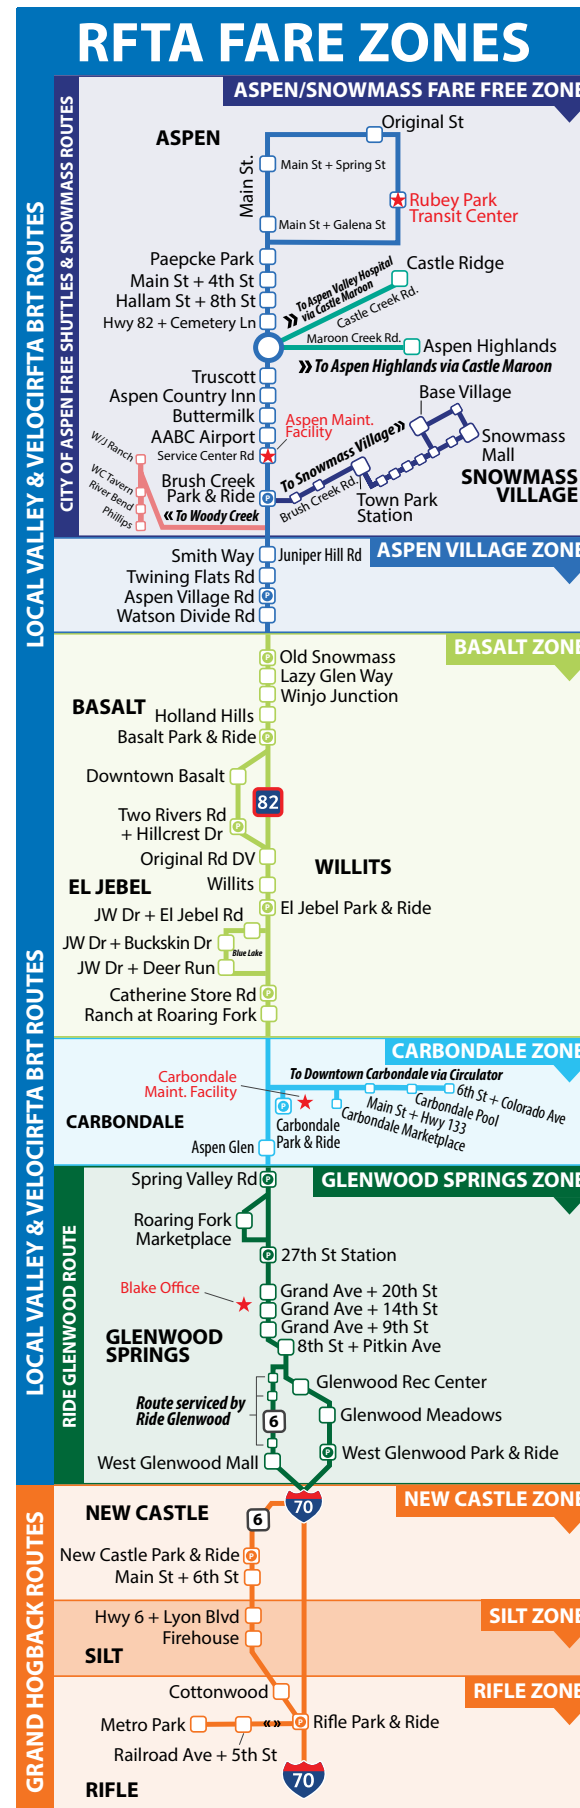 RFTA FARE ZONES
LOCAL VALLEY & VELOCIRFTA BRT ROUTES
CITY OF ASPEN FREE SHUTTLES & SNOWMASS ROUTES
ASPEN/SNOWMASS FARE FREE ZONE
ASPEN
Original St
Main St.
Main St + Spring St
Rubey Park
Transit Center
Main St + Galena St
Paepcke Park
Main St + 4th St
Hallam St + 8th St
Hwy 82 + Cemetery Ln
To Aspen Valley Hospital
via Castle Maroon
Castle Ridge
Castle Creek Rd.
Maroon Creek Rd.
Aspen Highlands
» To Aspen Highlands via Castle Maroon
Truscott
Aspen Country Inn
Buttermilk
AABC Airport
Service Center Rd
Aspen Maint.
Facility
Base Village
Snowmass
Mall
SNOWMASS
VILLAGE
To Snowmass Village »
Brush Creek Rd.
Town Park
Station
Brush Creek
Park & Ride
P
W/J Ranch
WC Tavern
River Bend
Phillips
« To Woody Creek
ASPEN VILLAGE ZONE
Smith Way
Juniper Hill Rd
Twining Flats Rd
Aspen Village Rd
P
Watson Divide Rd
BASALT ZONE
P
Old Snowmass
Lazy Glen Way
Winjo Junction
BASALT
Holland Hills
Basalt Park & Ride
P
Downtown Basalt
82
Two Rivers Rd
+ Hillcrest Dr
P
Original Rd DV
WILLITS
EL JEBEL
Willits
P
El Jebel Park & Ride
JW Dr + El Jebel Rd
JW Dr + Buckskin Dr
Blue Lake
JW Dr + Deer Run
Catherine Store Rd
P
Ranch at Roaring Fork
LOCAL VALLEY & VELOCIRFTA BRT ROUTES
CARBONDALE ZONE
To Downtown Carbondale via Circulator
Carbondale
Maint. Facility
CARBONDALE
P
Carbondale
Park & Ride
6th St + Colorado Ave
Carbondale Pool
Main St + Hwy 133
Carbondale Marketplace
Aspen Glen
GLENWOOD SPRINGS ZONE
RIDE GLENWOOD ROUTE
Spring Valley Rd
P
Roaring Fork
Marketplace
P
27th St Station
Blake Office
Grand Ave + 20th St
Grand Ave + 14th St
Grand Ave + 9th St
8th St + Pitkin Ave
GLENWOOD
SPRINGS
Glenwood Rec Center
Route serviced by
Ride Glenwood
6
Glenwood Meadows
P
West Glenwood Park & Ride
West Glenwood Mall
GRAND HOGBACK ROUTES
NEW CASTLE ZONE
70
NEW CASTLE
6
New Castle Park & Ride
P
Main St + 6th St
SILT ZONE
Hwy 6 + Lyon Blvd
Firehouse
SILT
RIFLE ZONE
Cottonwood
Metro Park
« »
P
Rifle Park & Ride
Railroad Ave + 5th St
70
RIFLE